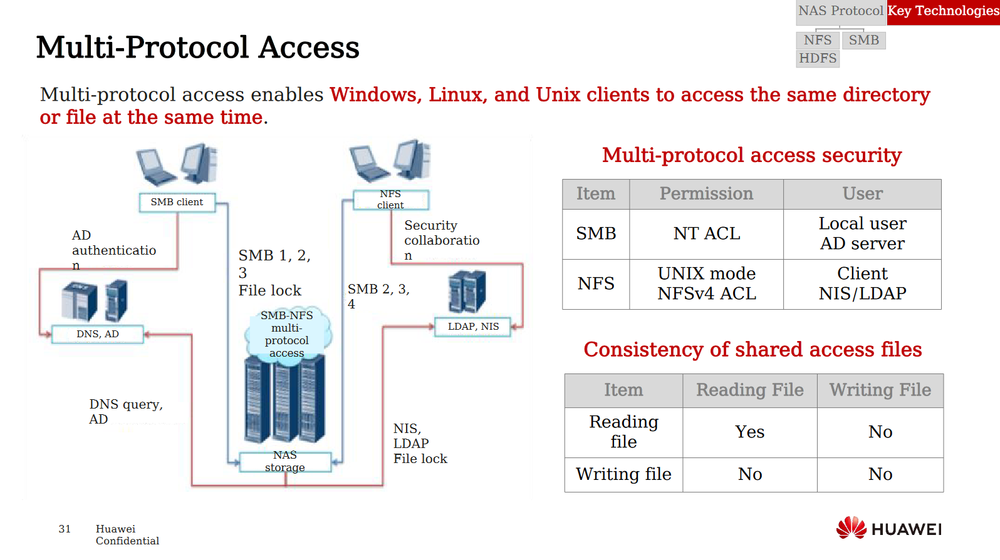 NAS Protocol
Key Technologies
NFS
SMB
HDFS
Multi-Protocol Access
Multi-protocol access enables Windows, Linux, and Unix clients to access the same directory
or file at the same time.
SMB client
NFS
client
AD
authenticatio
n
Security
collaboratio
n
SMB 1, 2,
3
File lock
SMB 2, 3,
4
SMB-NFS
multi-
protocol
access
DNS, AD
LDAP, NIS
DNS query,
AD
NIS,
LDAP
File lock
NAS
storage
Multi-protocol access security
Item Permission User
SMB NT ACL Local user
AD server
NFS UNIX mode Client
NFSv4 ACL NIS/LDAP
Consistency of shared access files
Item Reading File Writing File
Reading
file Yes No
Writing file No No
31 Huawei
Confidential
HUAWEI